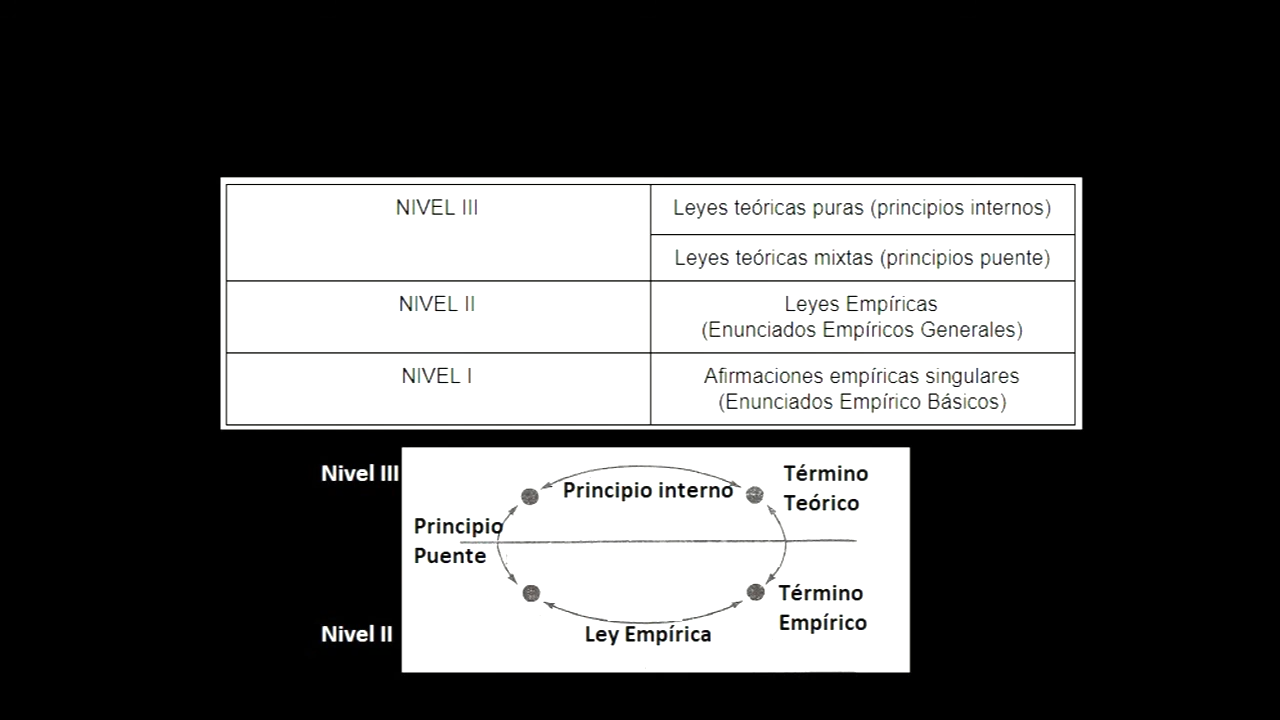 NIVEL III
Leyes teóricas puras (principios internos)
Leyes teóricas mixtas (principios puente)
NIVEL II
Leyes Empíricas
(Enunciados Empíricos Generales)
NIVEL I
Afirmaciones empíricas singulares
(Enunciados Empírico Básicos)
Nivel III
Principio interno
Término
Teórico
Principio
Puente
Término
Empírico
Nivel II
Ley Empírica